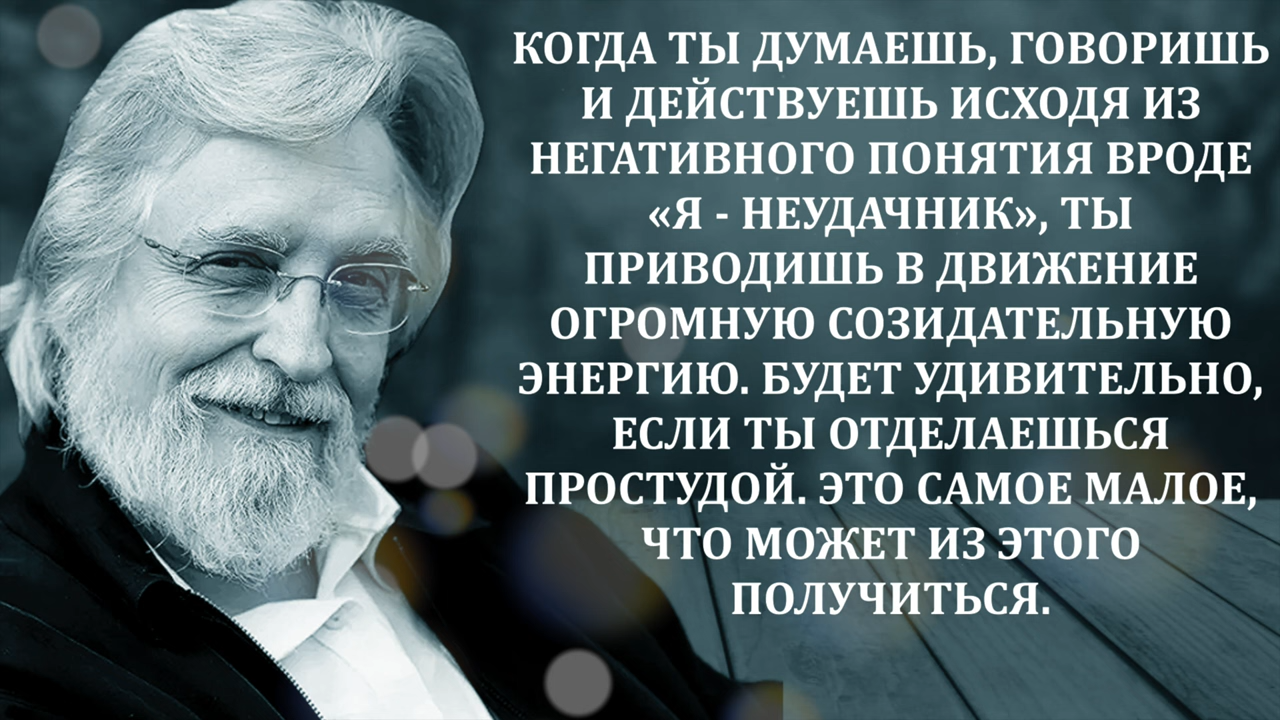 КОГДА ТЫ ДУМАЕШЬ, ГОВОРИШЬ
И ДЕЙСТВУЕШЬ ИСХОДЯ ИЗ
НЕГАТИВНОГО ПОНЯТИЯ ВРОДЕ
«Я - НЕУДАЧНИК», ТЫ
ПРИВОДИШЬ В ДВИЖЕНИЕ
ОГРОМНУЮ СОЗИДАТЕЛЬНУЮ
ЭНЕРГИЮ. БУДЕТ УДИВИТЕЛЬНО,
ЕСЛИ ТЫ ОТДЕЛАЕШЬСЯ
ПРОСТУДОЙ. ЭТО САМОЕ МАЛОЕ,
ЧТО МОЖЕТ ИЗ ЭТОГО
ПОЛУЧИТЬСЯ.